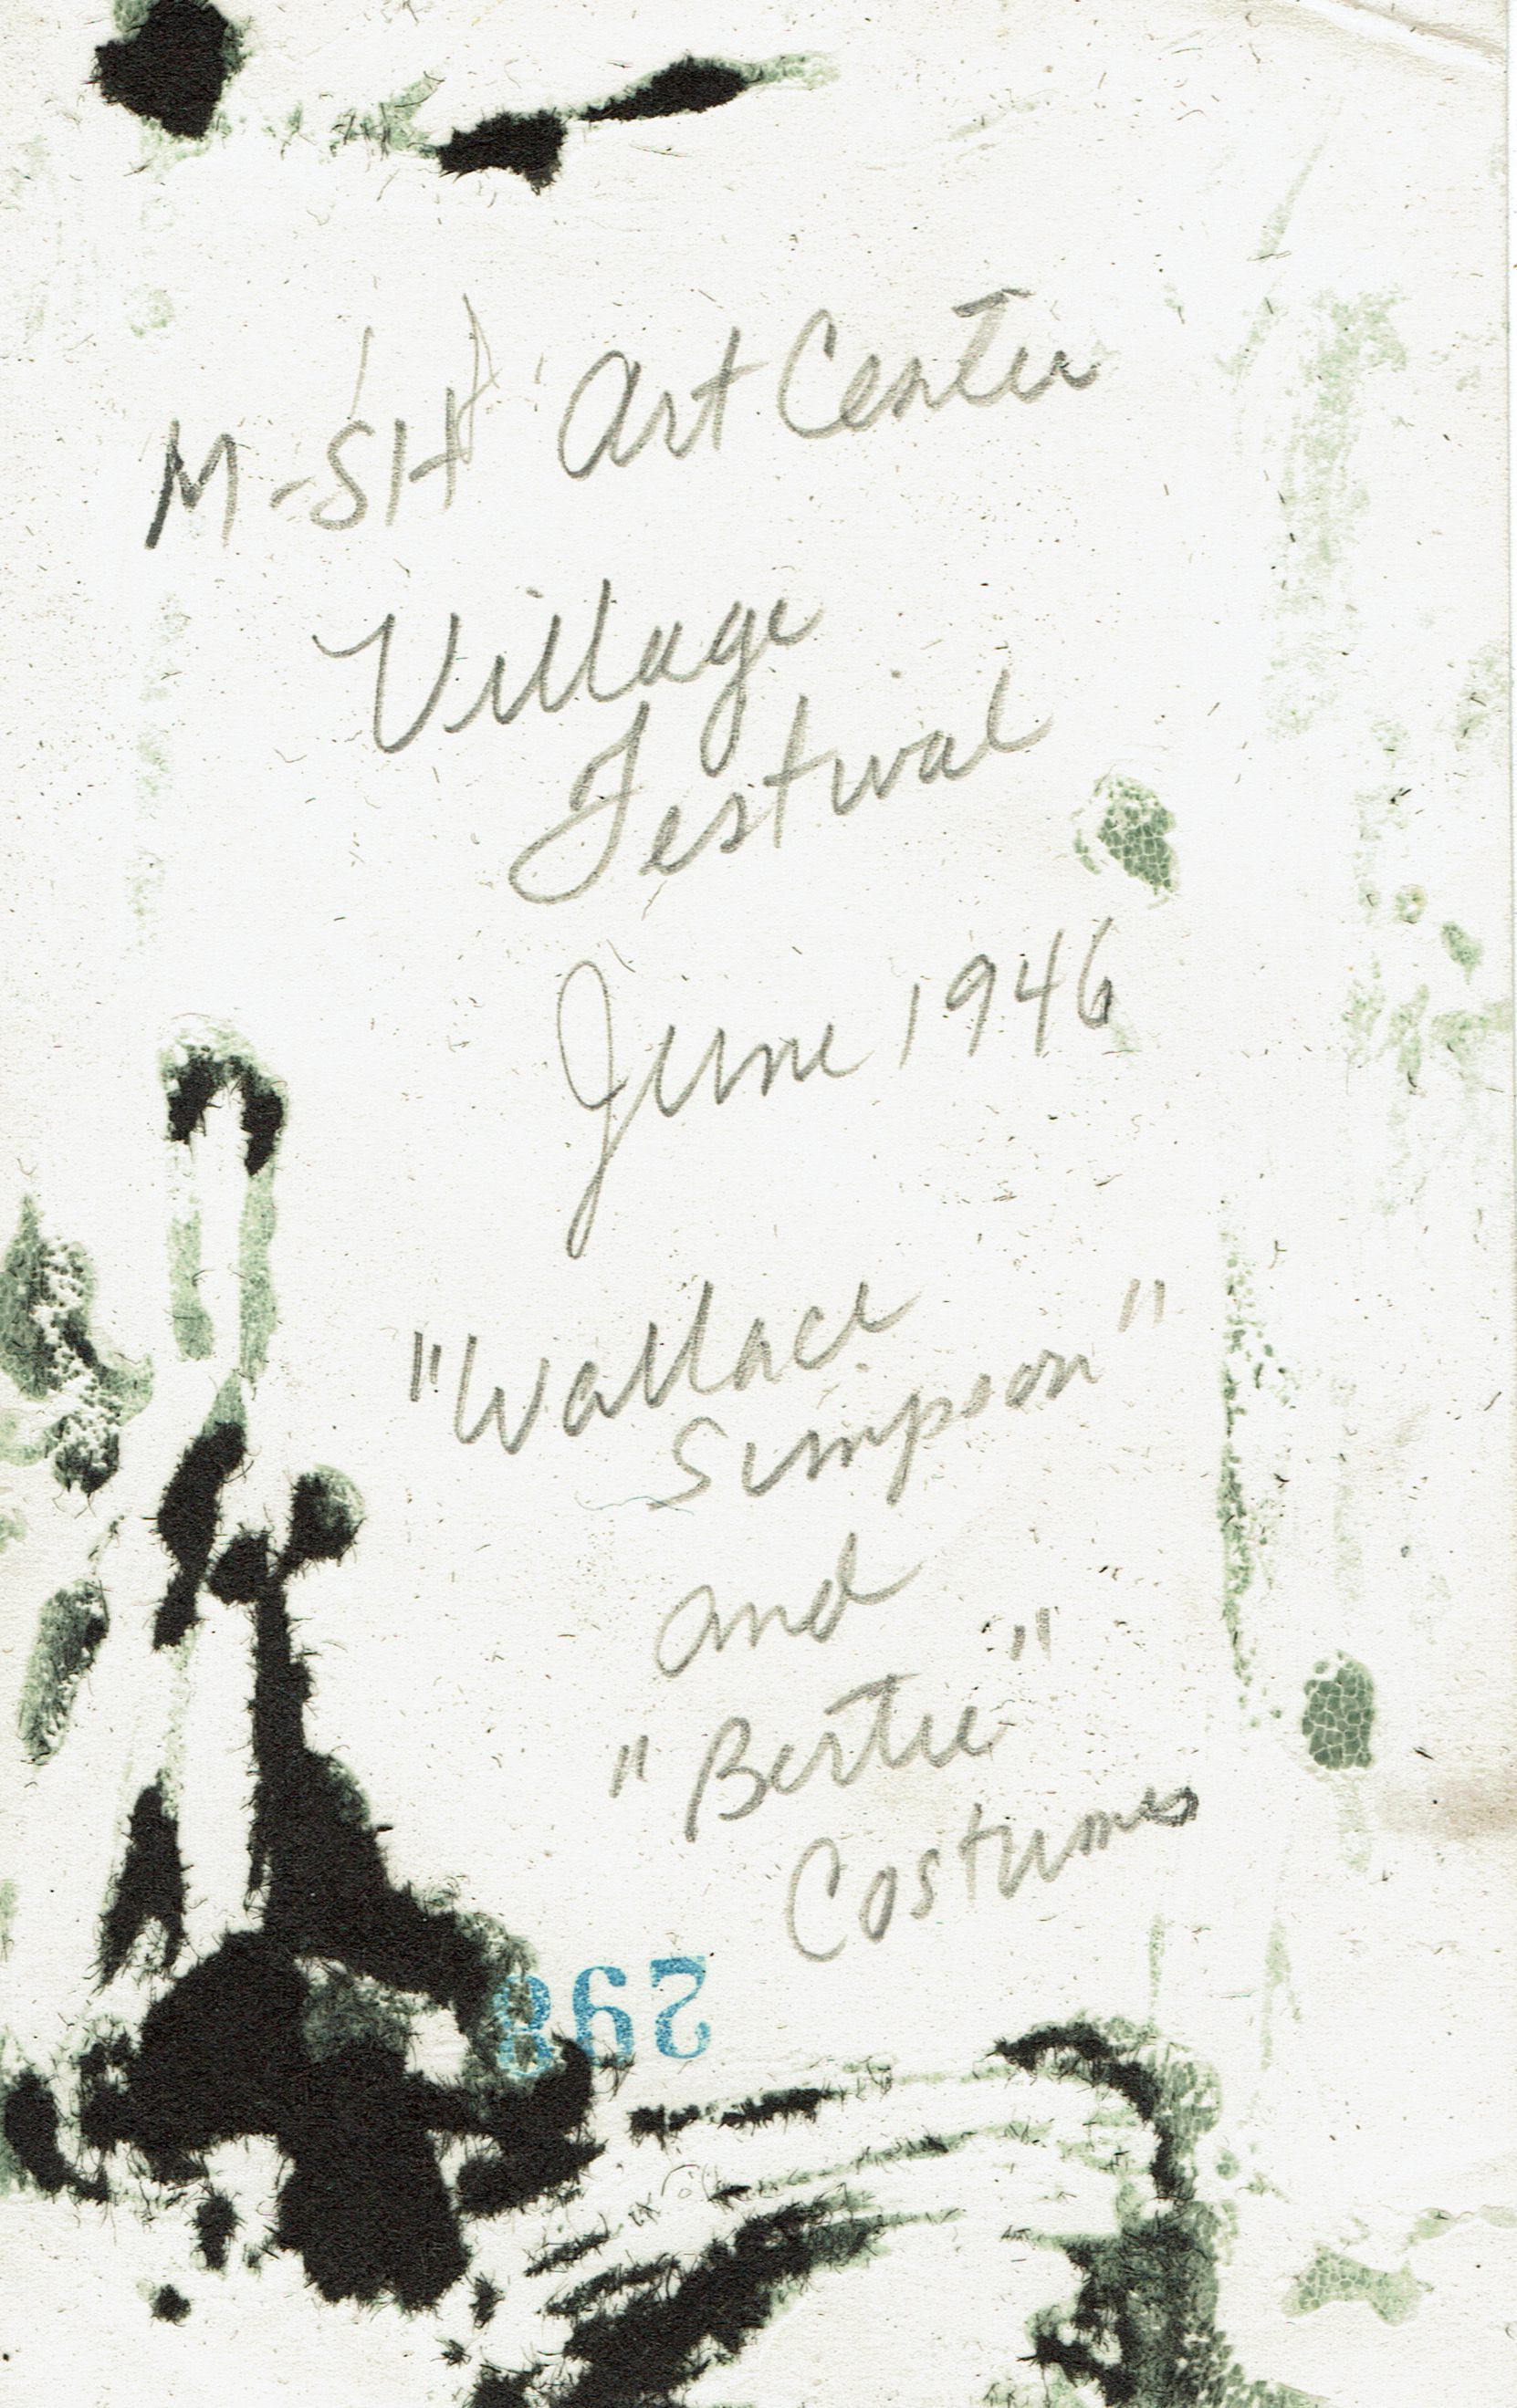 M-SH Art Center
Village
Festival
June 1946
"Wallace
Simpson"
and
"Bertie"
Costumes
298